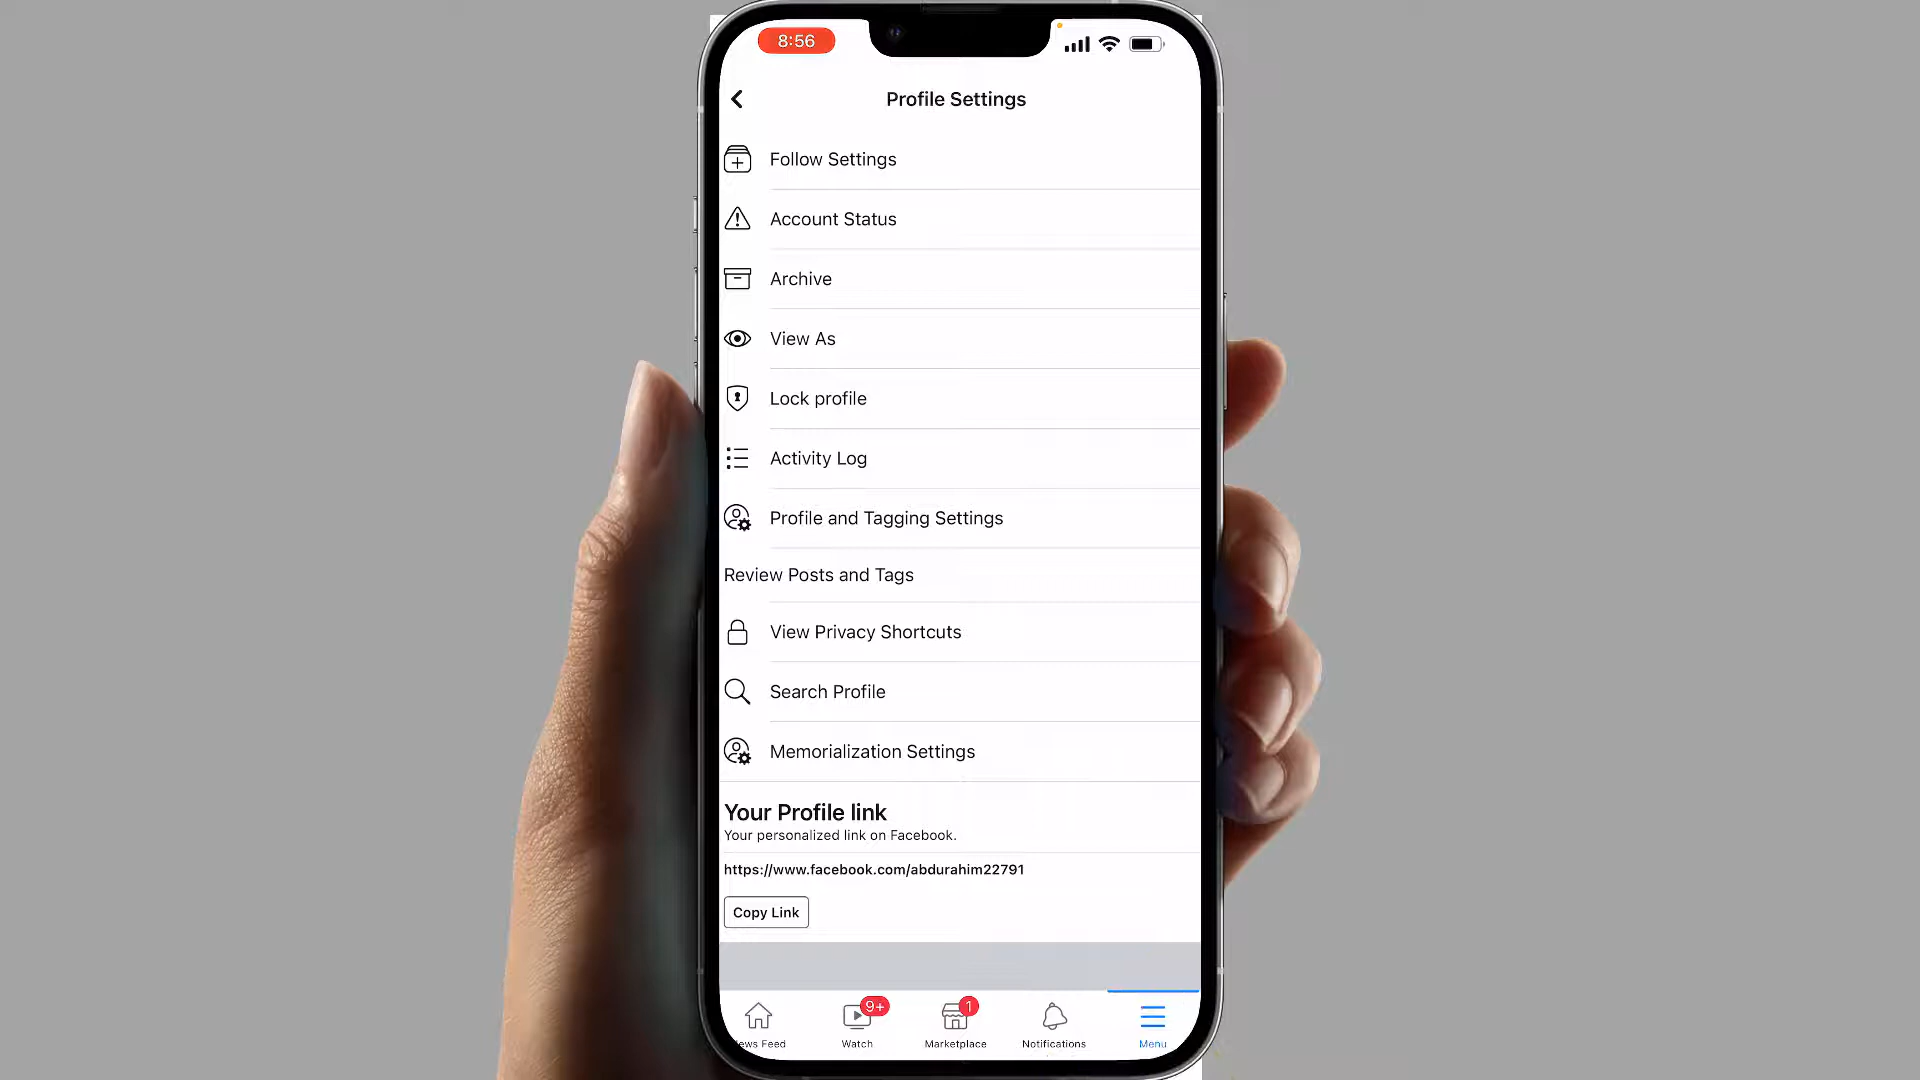 8:56
Profile Settings
Follow Settings
Account Status
Archive
View As
Lock profile
Activity Log
Profile and Tagging Settings
Review Posts and Tags
View Privacy Shortcuts
Search Profile
Memorialization Settings
Your Profile link
Your personalized link on Facebook.
https://www.facebook.com/abdurahim22791
Copy Link
9+
1
ews Feed
Watch
Marketplace
Notifications
Menu